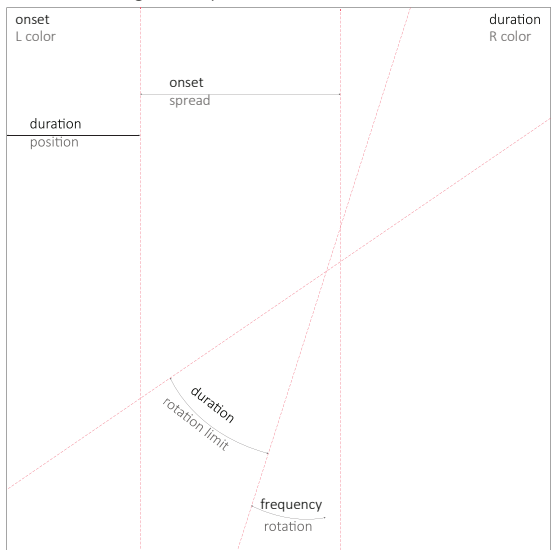 onset
L color
duration
R color
onset
spread
duration
position
duration
rotation limit
frequency
rotation